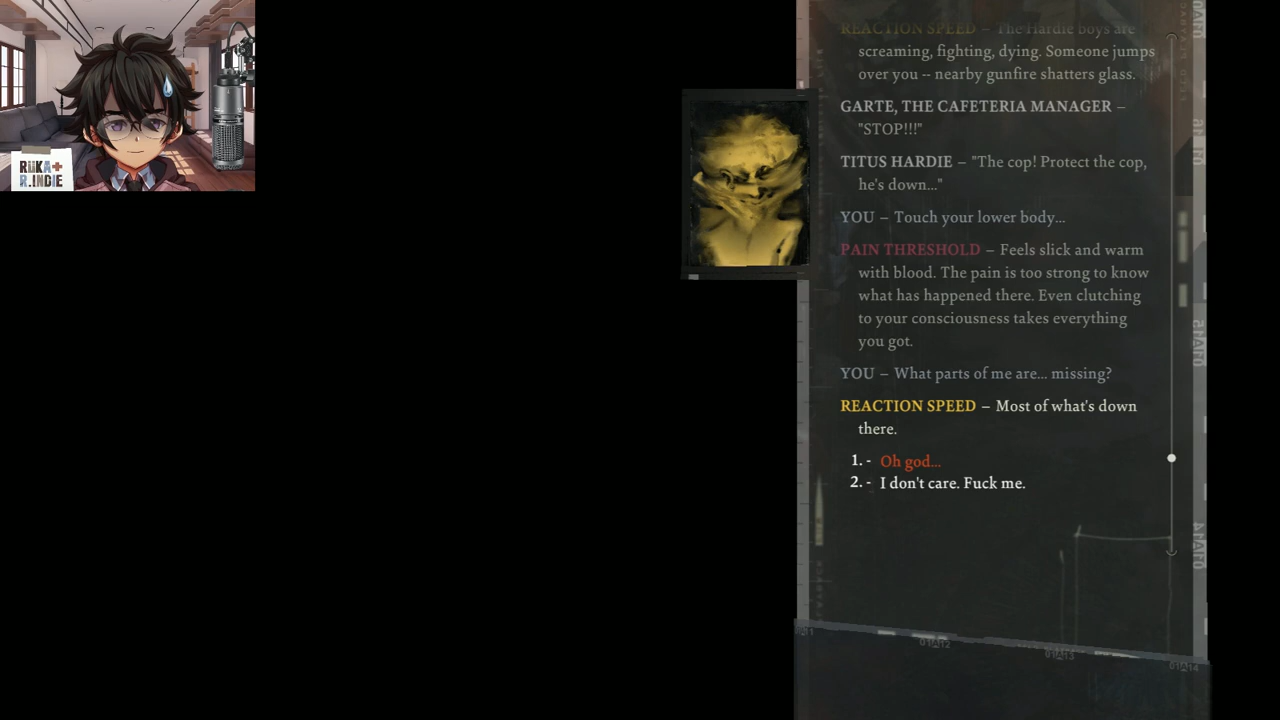 RUKA+
R.INDIE
REACTION SPEED – The Hardie boys are
screaming, fighting, dying. Someone jumps
over you -- nearby gunfire shatters glass.
GARTE, THE CAFETERIA MANAGER –
"STOP!!!"
TITUS HARDIE – "The cop! Protect the cop,
he's down..."
YOU – Touch your lower body...
PAIN THRESHOLD – Feels slick and warm
with blood. The pain is too strong to know
what has happened there. Even clutching
to your consciousness takes everything
you got.
YOU – What parts of me are... missing?
REACTION SPEED – Most of what's down
there.
1. - Oh god...
2. - I don't care. Fuck me.